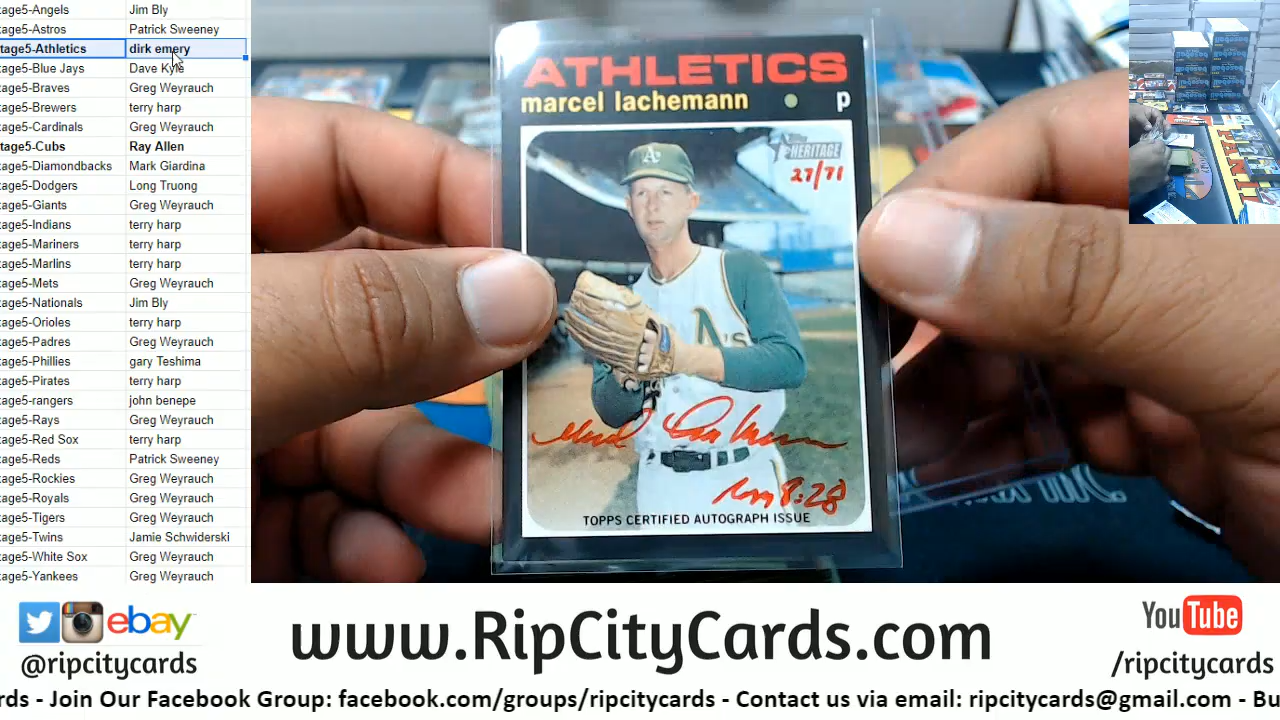 tage5-Angels Jim Bly
tage5-Astros Patrick Sweeney
tage5-Athletics dirk emery
tage5-Blue Jays Dave Kyle
tage5-Braves Greg Weyrauch
tage5-Brewers terry harp
tage5-Cardinals Greg Weyrauch
tage5-Cubs Ray Allen
tage5-Diamondbacks Mark Giardina
tage5-Dodgers Long Truong
tage5-Giants Greg Weyrauch
tage5-Indians terry harp
tage5-Mariners terry harp
tage5-Marlins terry harp
tage5-Mets Greg Weyrauch
tage5-Nationals Jim Bly
tage5-Orioles terry harp
tage5-Padres Greg Weyrauch
tage5-Phillies gary Teshima
tage5-Pirates terry harp
tage5-rangers john benepe
tage5-Rays Greg Weyrauch
tage5-Red Sox terry harp
tage5-Reds Patrick Sweeney
tage5-Rockies Greg Weyrauch
tage5-Royals Greg Weyrauch
tage5-Tigers Greg Weyrauch
tage5-Twins Jamie Schwiderski
tage5-White Sox Greg Weyrauch
tage5-Yankees Greg Weyrauch
ATHLETICS
marcel lachemann • p
Topps
HERITAGE
27/71
A's
8:28
TOPPS CERTIFIED AUTOGRAPH ISSUE
ebay
@ripcitycards
www.RipCityCards.com
YouTube
/ripcitycards
rds - Join Our Facebook Group: facebook.com/groups/ripcitycards - Contact us via email: ripcitycards@gmail.com - Bu